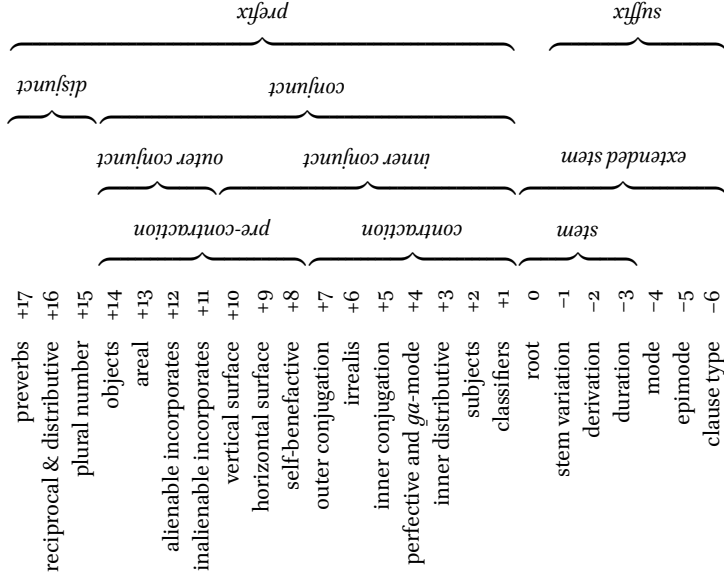 prefix
suffix
disjunct
conjunct
outer conjunct
inner conjunct
extended stem
pre-contraction
contraction
stem
preverbs +17
reciprocal & distributive +16
plural number +15
objects +14
areal +13
alienable incorporates +12
inalienable incorporates +11
vertical surface +10
horizontal surface +9
self-benefactive +8
outer conjugation +7
irrealis +6
inner conjugation +5
perfective and g̱a-mode +4
inner distributive +3
subjects +2
classifiers +1
root 0
stem variation −1
derivation −2
duration −3
mode −4
epimode −5
clause type −6